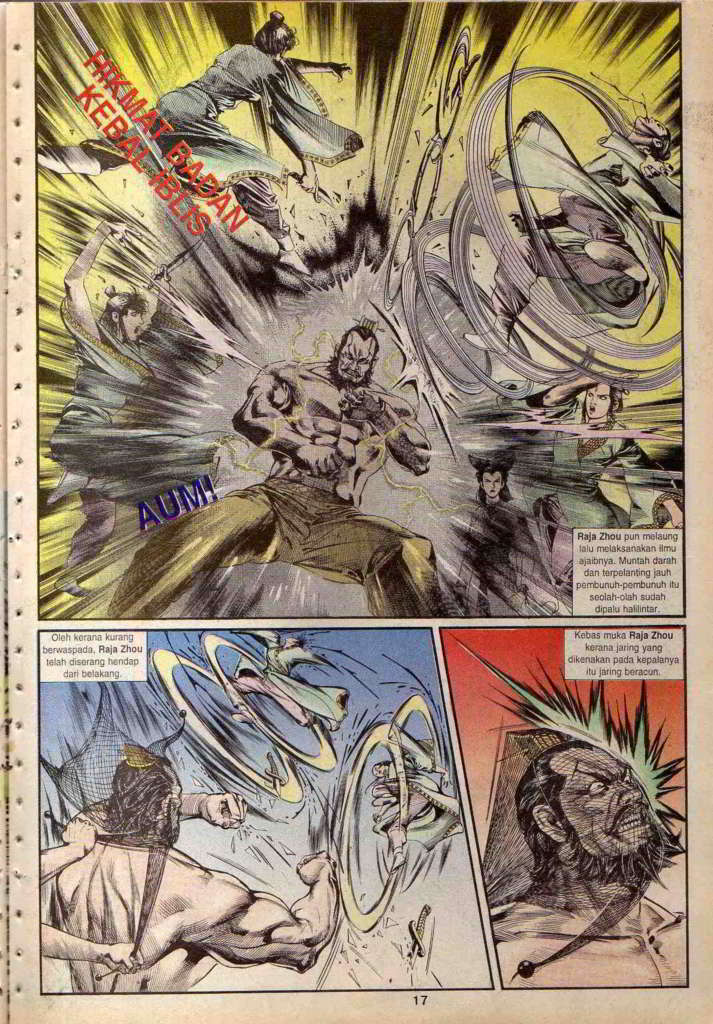 HIKMAT BADAN
KEBAL IBLIS
AUM!
Raja Zhou pun melaung
lalu melaksanakan ilmu
ajaibnya. Muntah darah
dan terpelanting jauh
pembunuh-pembunuh itu
seolah-olah sudah
dipalu halilintar.
Oleh kerana kurang
berwaspada, Raja Zhou
telah diserang hendap
dari belakang.
Kebas muka Raja Zhou
kerana jaring yang
dikenakan pada kepalanya
itu jaring beracun.
17